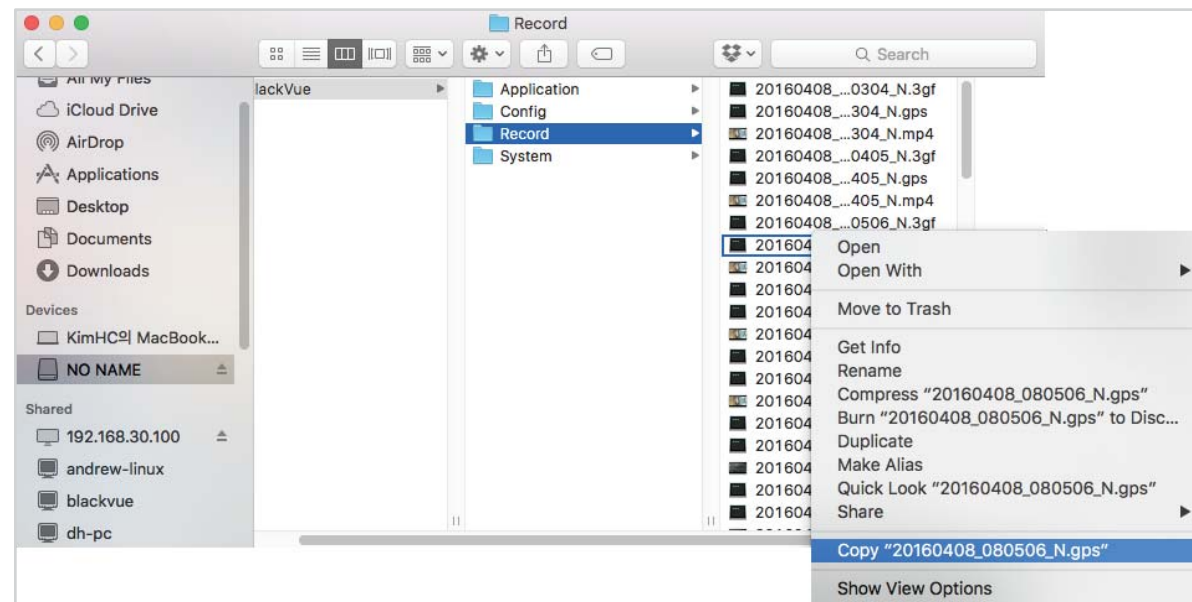 Record
Search
All My Files
iCloud Drive
AirDrop
Applications
Desktop
Documents
Downloads
Devices
KimHC의 MacBook...
NO NAME
Shared
192.168.30.100
andrew-linux
blackvue
dh-pc
lackVue
Application
Config
Record
System
20160408_...0304_N.3gf
20160408_...304_N.gps
20160408_...304_N.mp4
20160408_...0405_N.3gf
20160408_...405_N.gps
20160408_...405_N.mp4
20160408_...0506_N.3gf
201604
201604
201604
201604
201604
201604
201604
201604
201604
201604
201604
201604
201604
Open
Open With
Move to Trash
Get Info
Rename
Compress "20160408_080506_N.gps"
Burn "20160408_080506_N.gps" to Disc...
Duplicate
Make Alias
Quick Look "20160408_080506_N.gps"
Share
Copy "20160408_080506_N.gps"
Show View Options